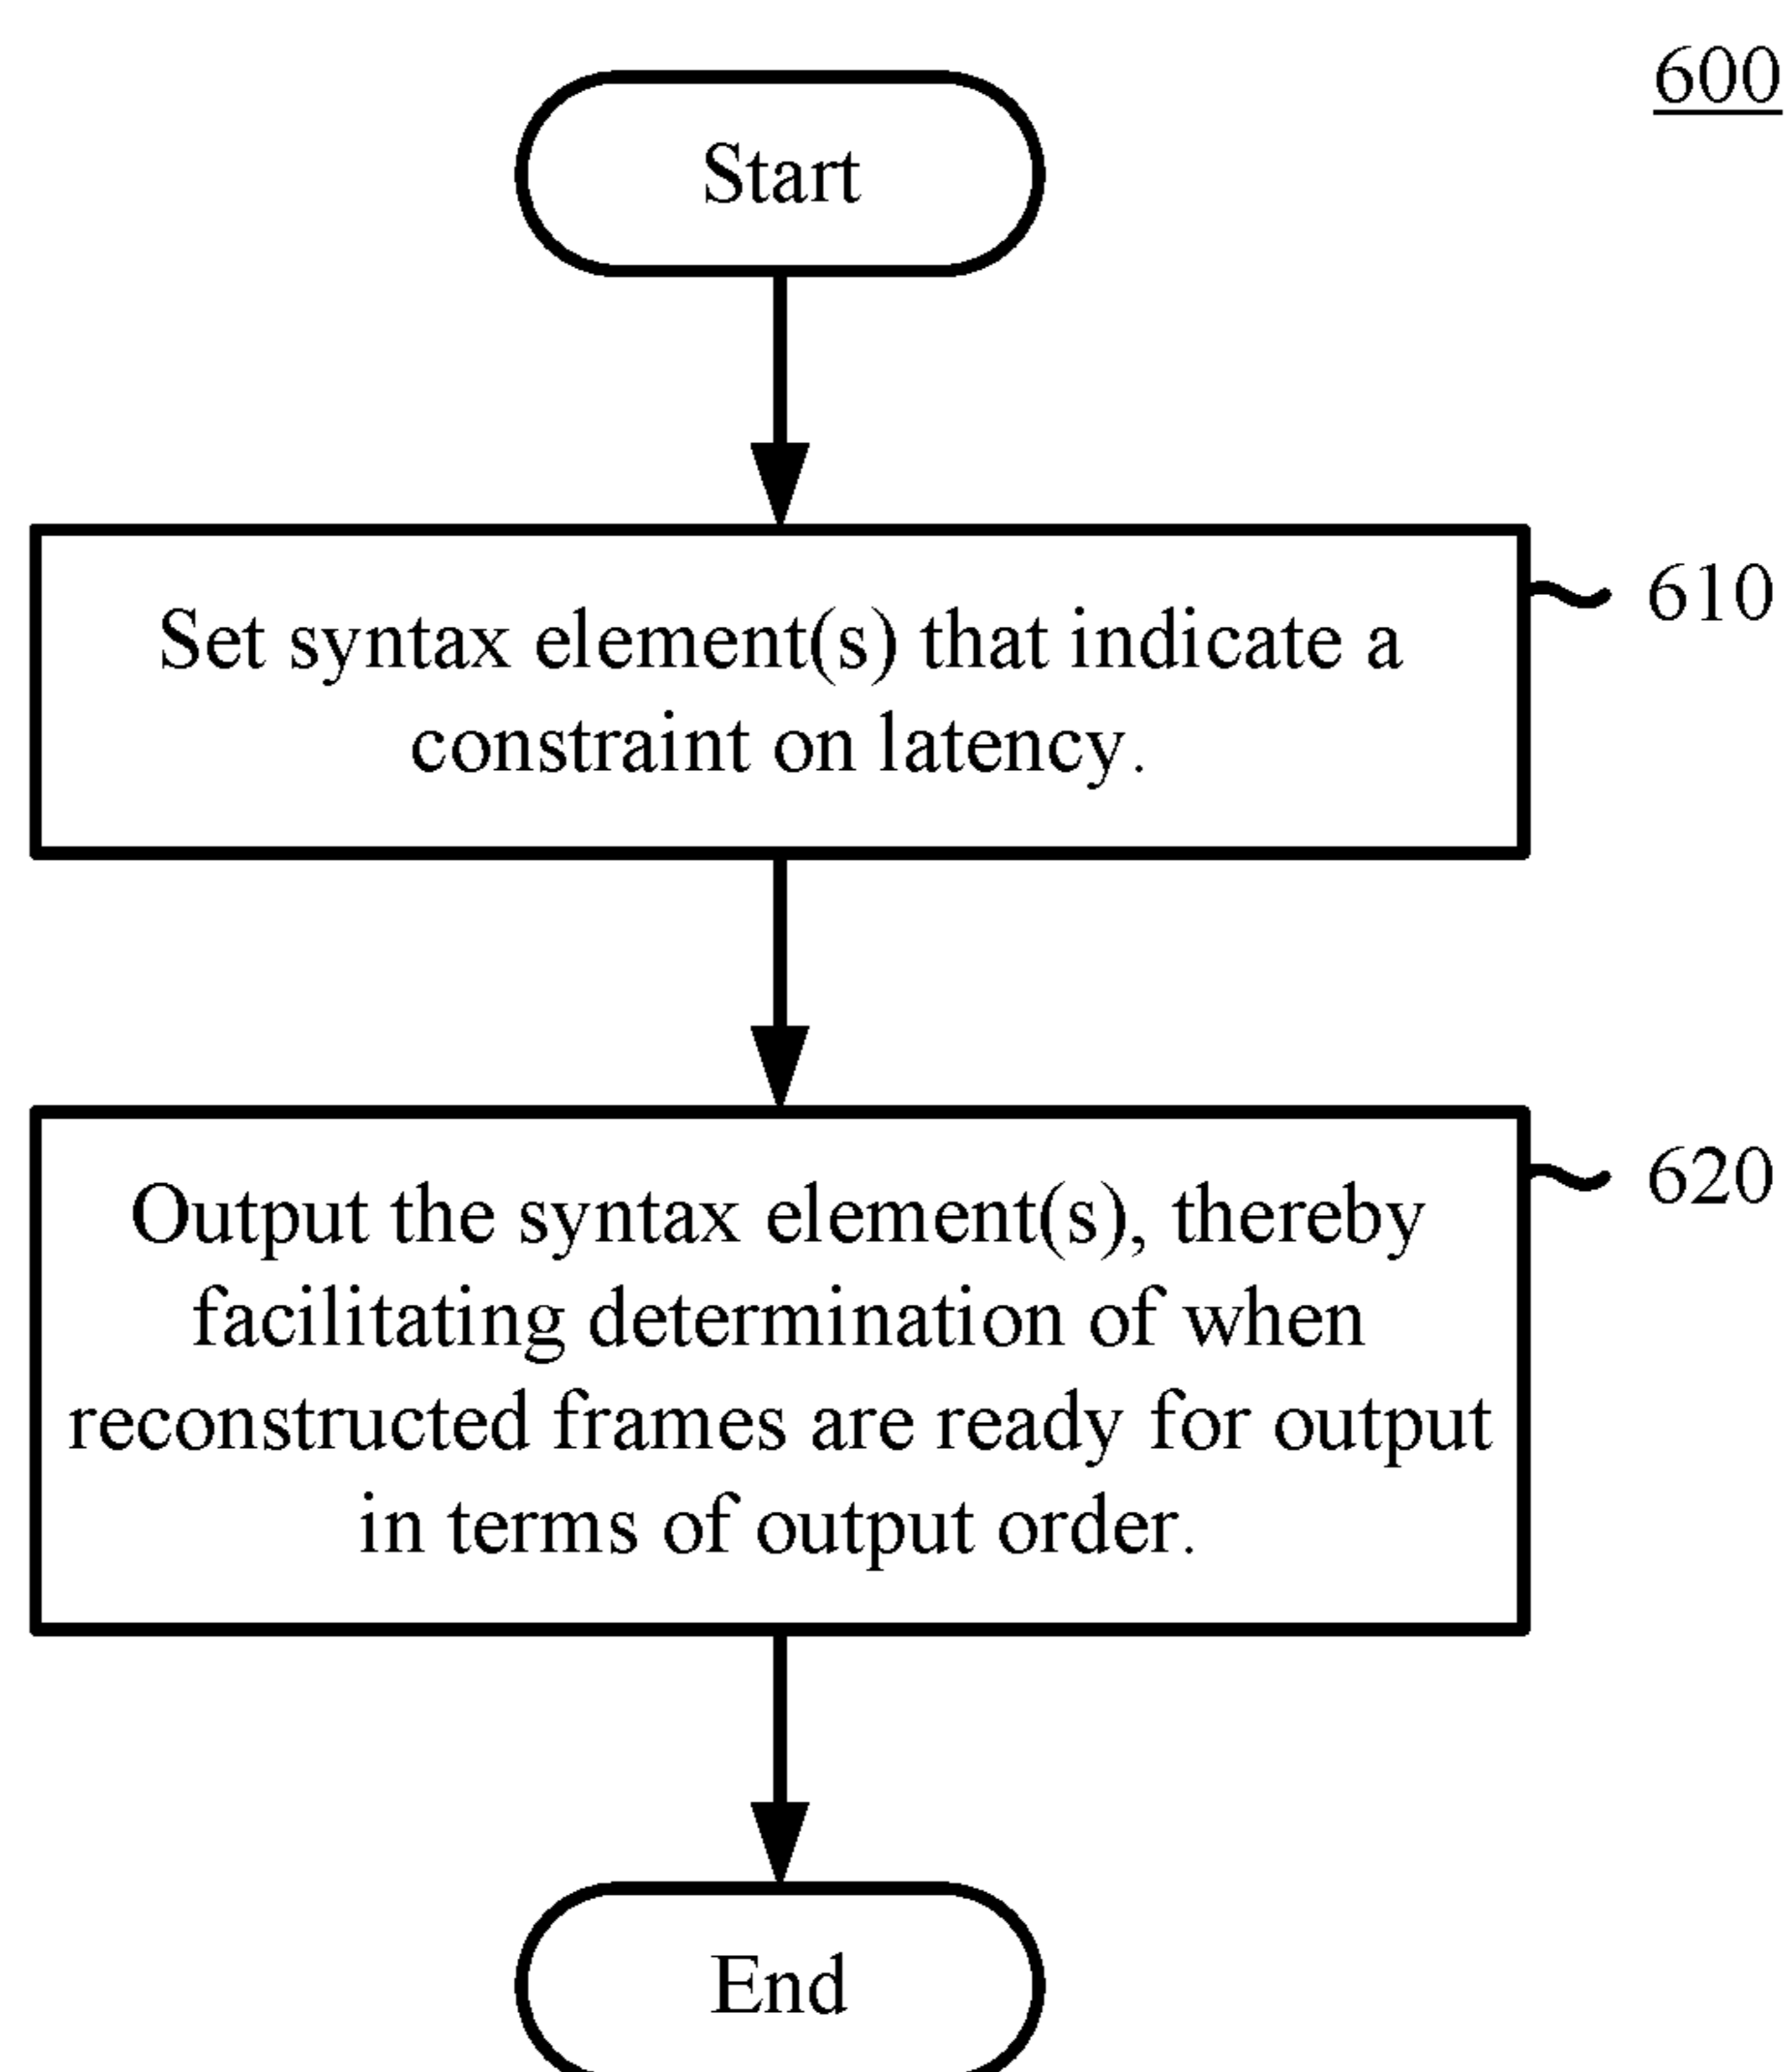 600
Start
Set syntax element(s) that indicate a
constraint on latency.
610
Output the syntax element(s), thereby
facilitating determination of when
reconstructed frames are ready for output
in terms of output order.
620
End